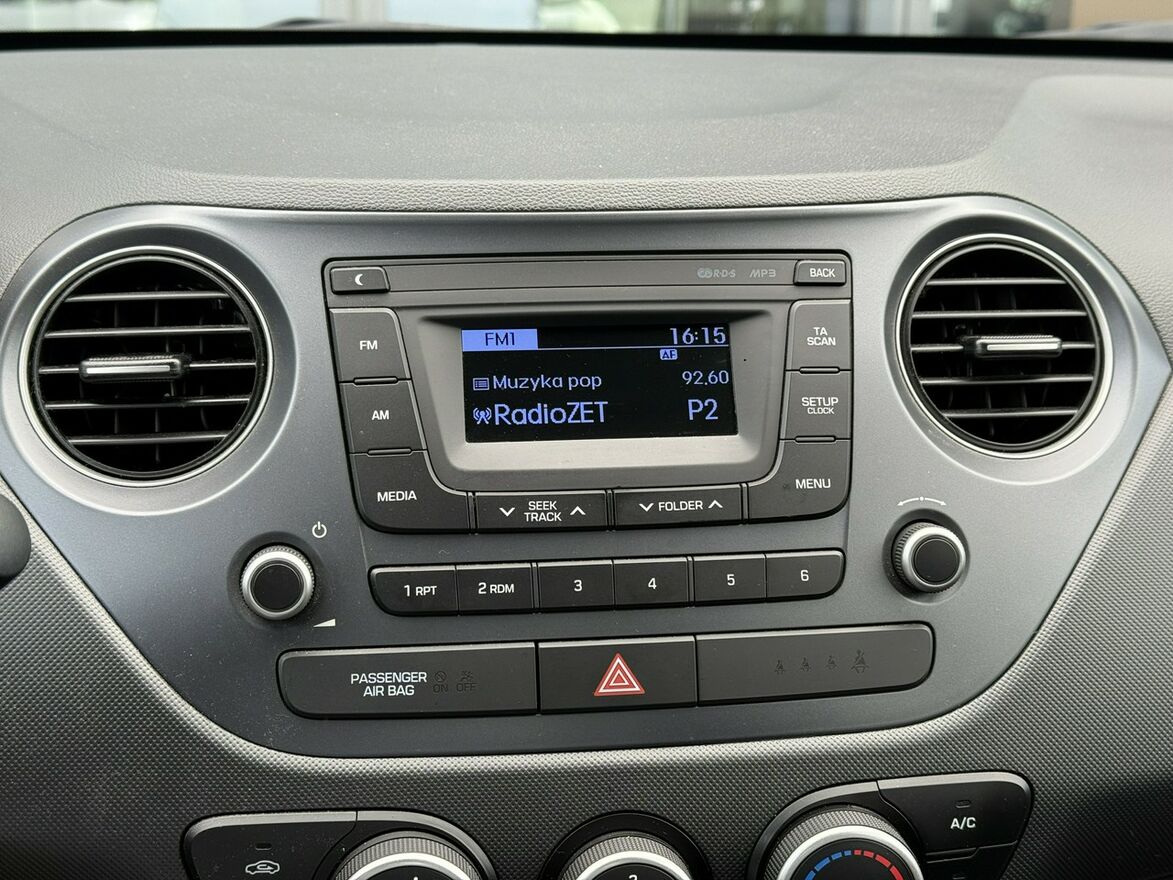 R·D·S MP3 BACK
FM
FM1 16:15
AF
TA
SCAN
Muzyka pop 92.60
RadioZET P2
AM
SETUP
CLOCK
MEDIA
SEEK
TRACK
FOLDER
MENU
1 RPT 2 RDM 3 4 5 6
PASSENGER
AIR BAG
ON OFF
A/C